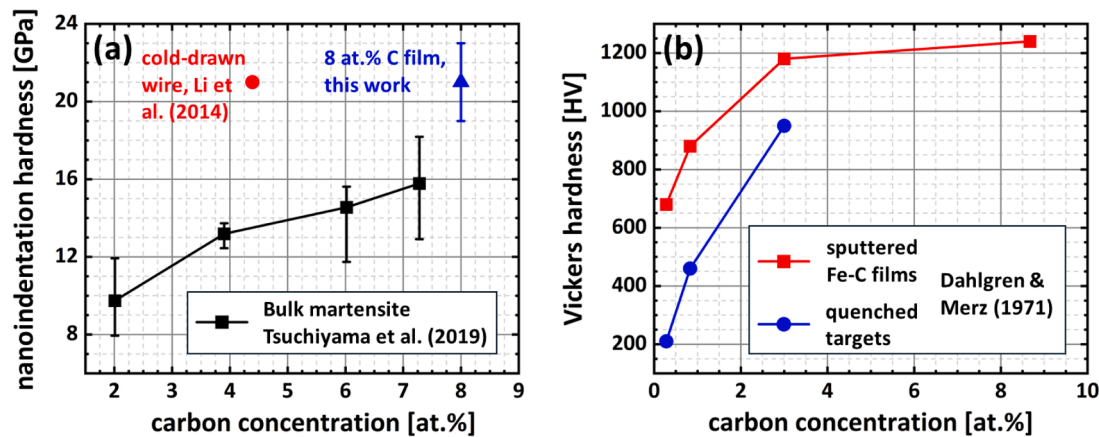 (a)
nanoindentation hardness [GPa]
24
20
16
12
8
cold-drawn
wire, Li et
al. (2014)
8 at.% C film,
this work
Bulk martensite
Tsuchiyama et al. (2019)
2
3
4
5
6
7
8
9
carbon concentration [at.%]
(b)
Vickers hardness [HV]
1200
1000
800
600
400
200
sputtered
Fe-C films
quenched
targets
Dahlgren &
Merz (1971)
0
2
4
6
8
10
carbon concentration [at.%]